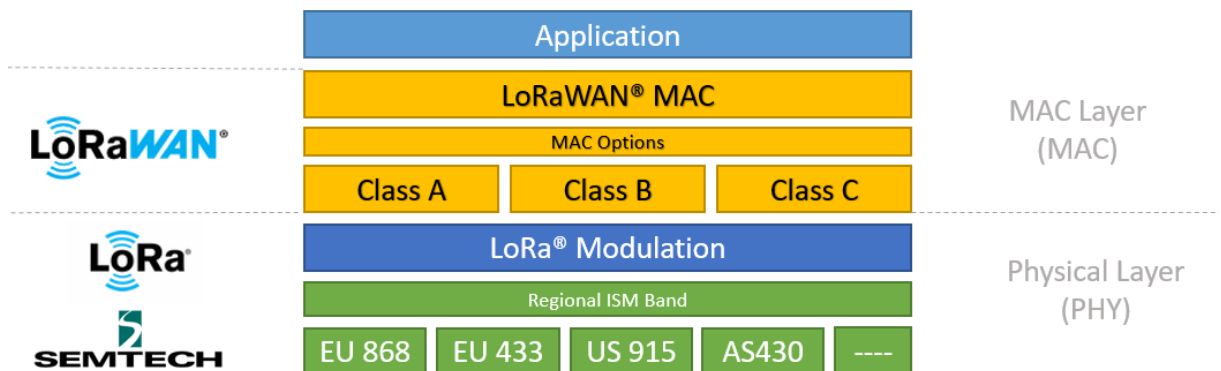 Application
LoRaWAN® MAC
MAC Options
Class A Class B Class C
LoRa® Modulation
Regional ISM Band
EU 868 EU 433 US 915 AS430 ----
LoRaWAN®
LoRa®
SEMTECH
MAC Layer
(MAC)
Physical Layer
(PHY)